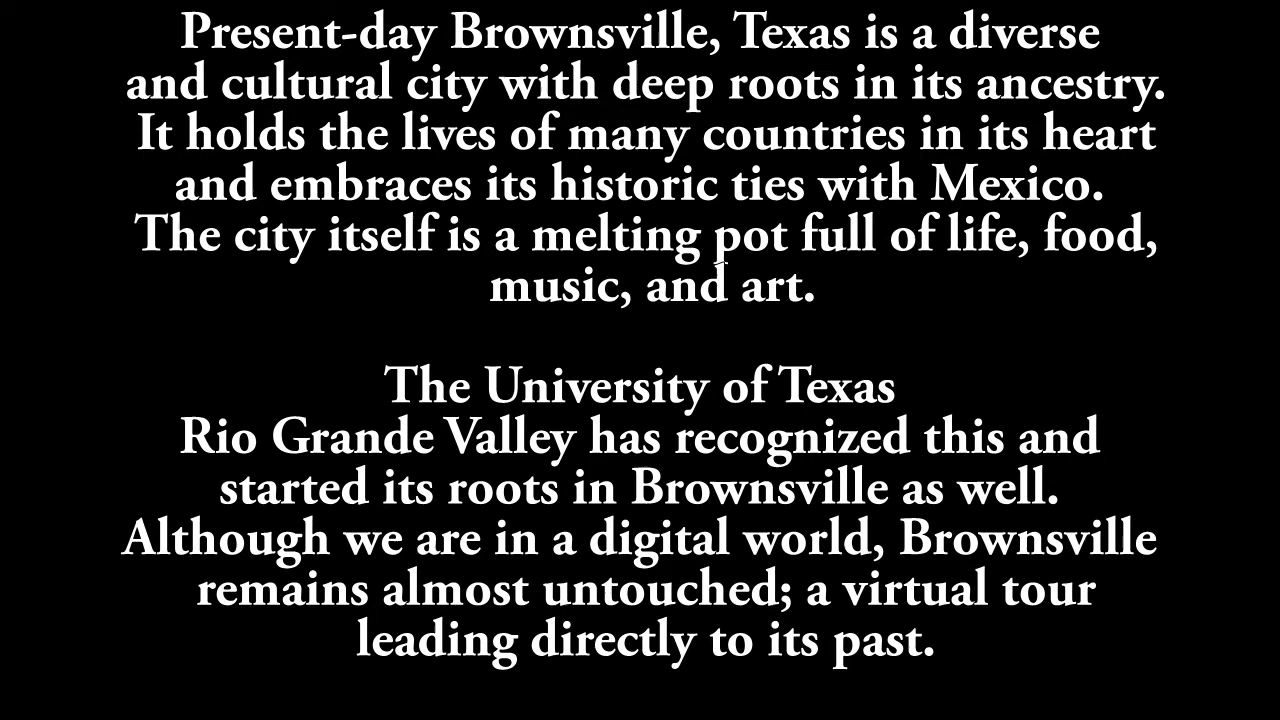 Present-day Brownsville, Texas is a diverse
and cultural city with deep roots in its ancestry.
It holds the lives of many countries in its heart
and embraces its historic ties with Mexico.
The city itself is a melting pot full of life, food,
music, and art.
The University of Texas
Rio Grande Valley has recognized this and
started its roots in Brownsville as well.
Although we are in a digital world, Brownsville
remains almost untouched; a virtual tour
leading directly to its past.